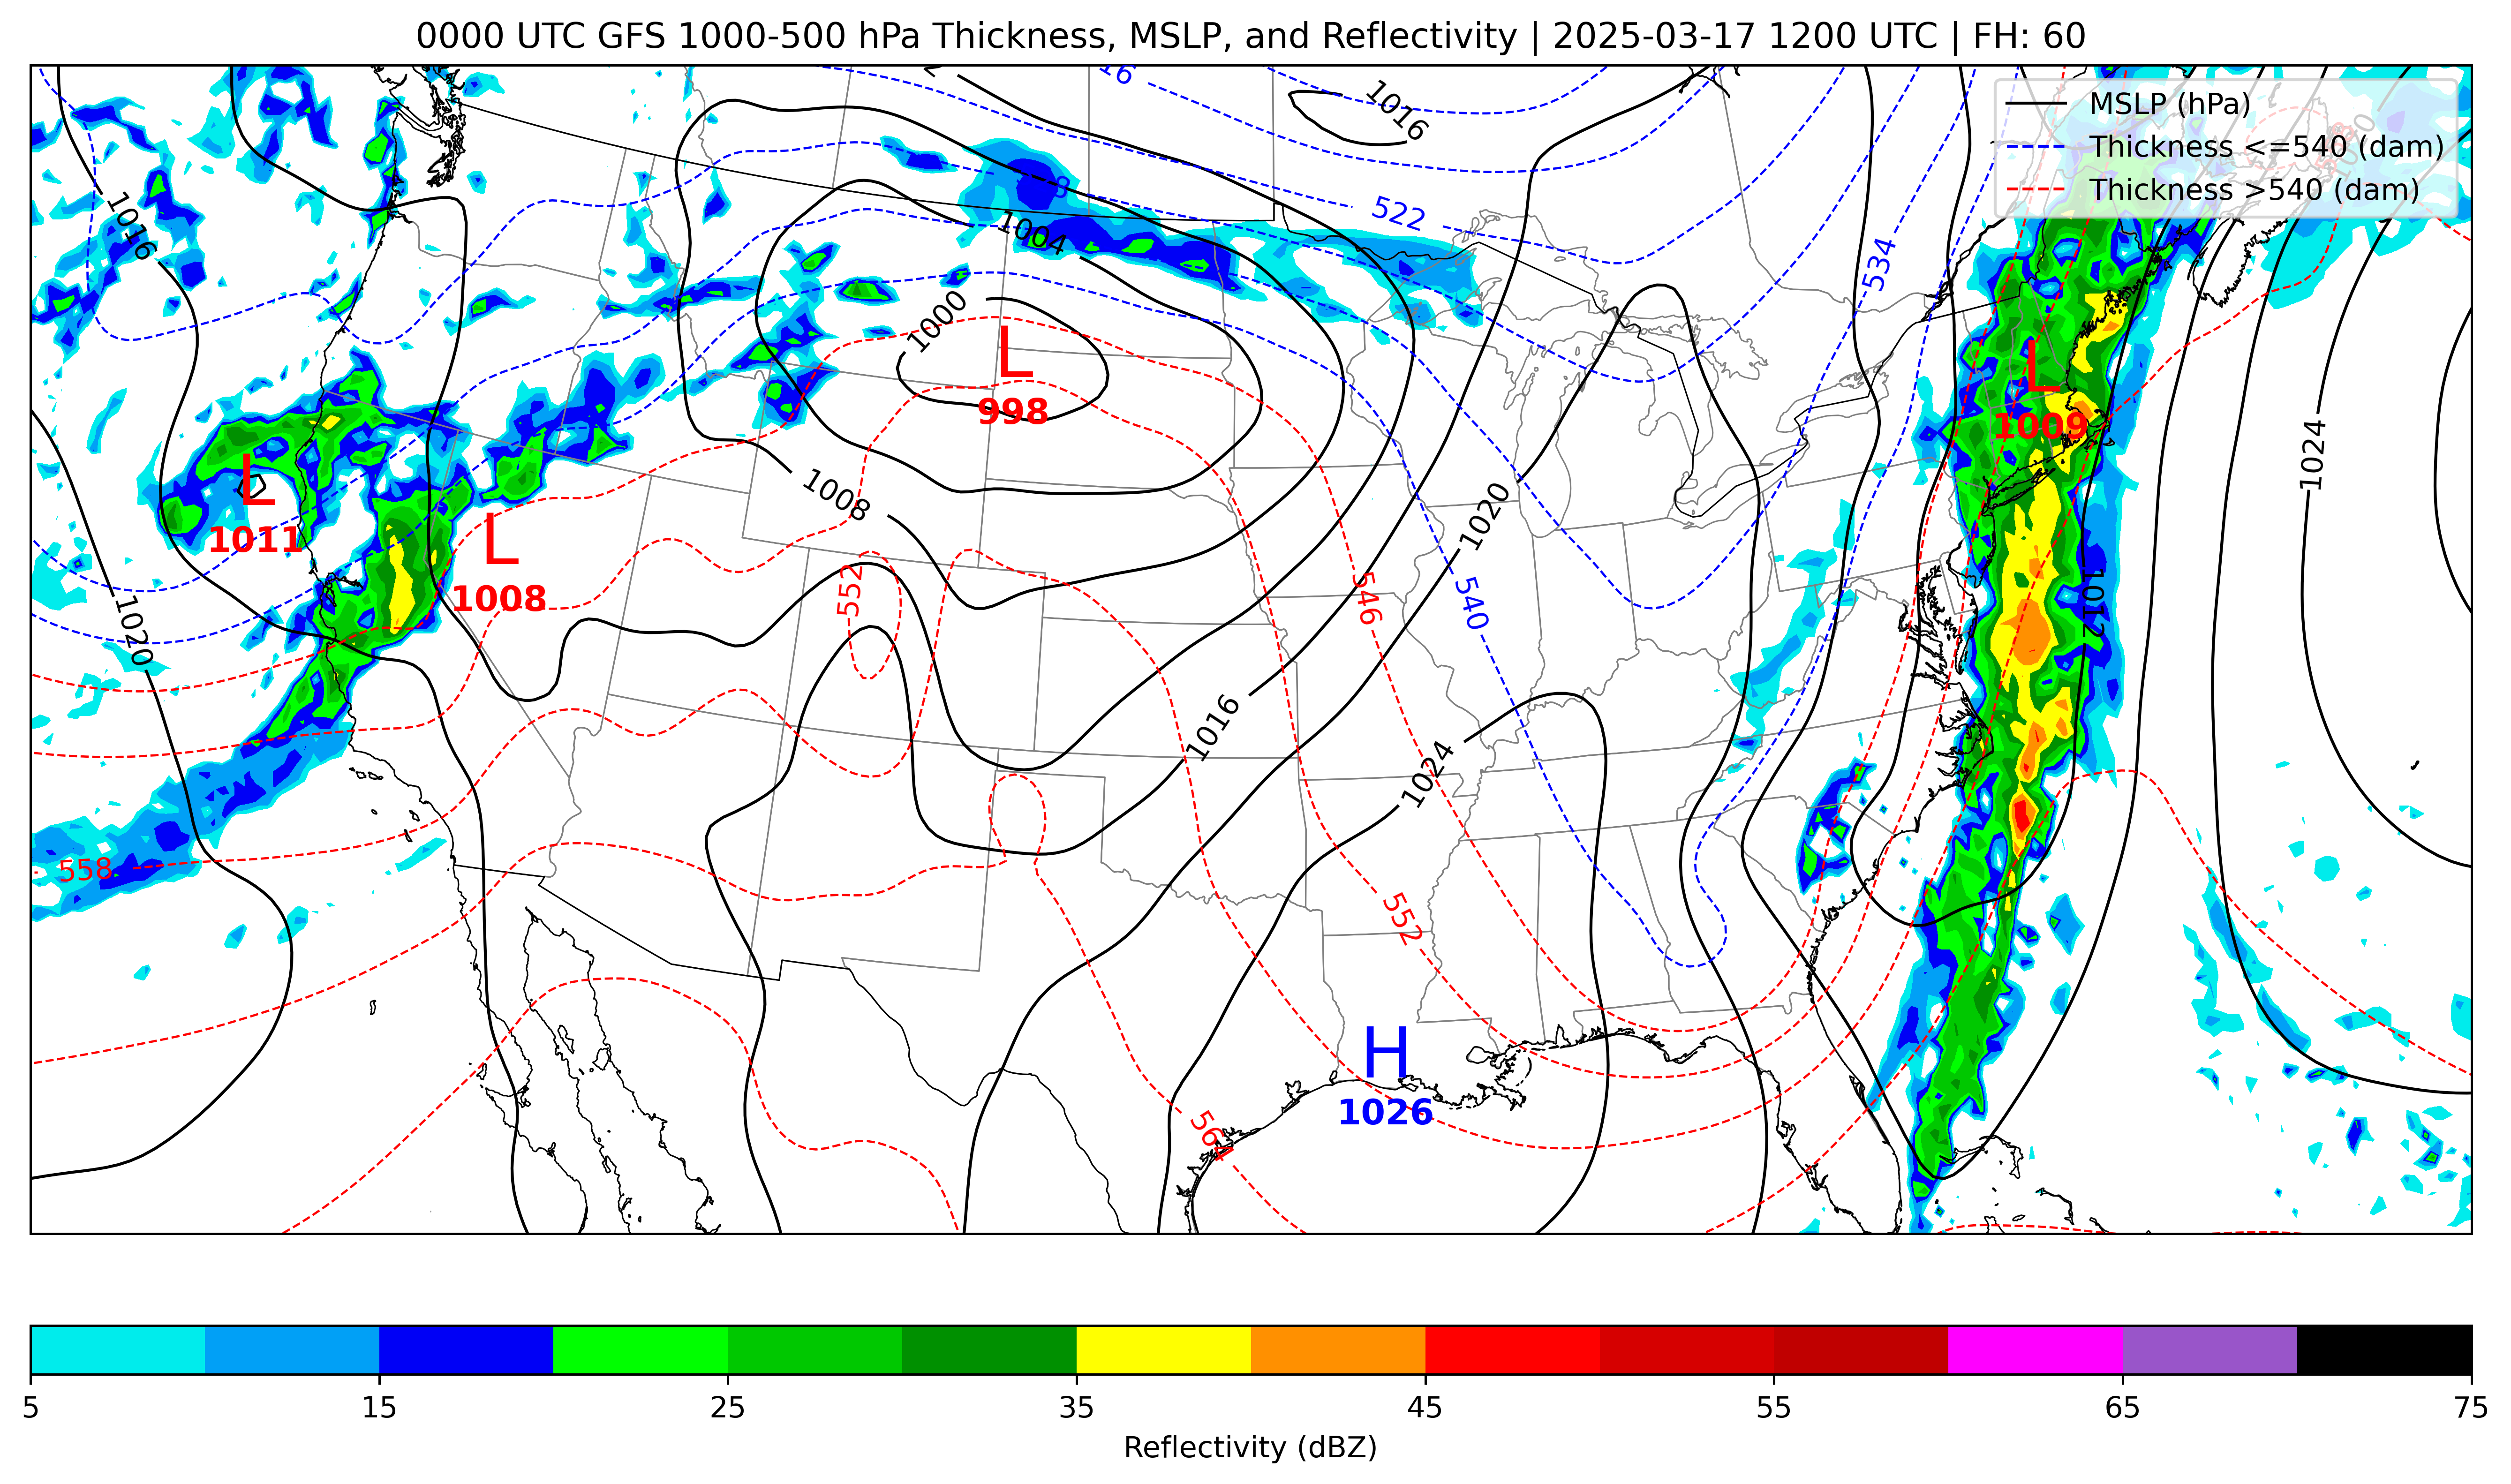 0000 UTC GFS 1000-500 hPa Thickness, MSLP, and Reflectivity | 2025-03-17 1200 UTC | FH: 60
MSLP (hPa)
Thickness <=540 (dam)
Thickness >540 (dam)
16
1016
1016
522
1004
534
1000
L
998
L
1009
1024
L
1011
1008
1020
L
1008
552
546
540
1012
1020
1016
1024
558
552
H
1026
564
5 15 25 35 45 55 65 75
Reflectivity (dBZ)